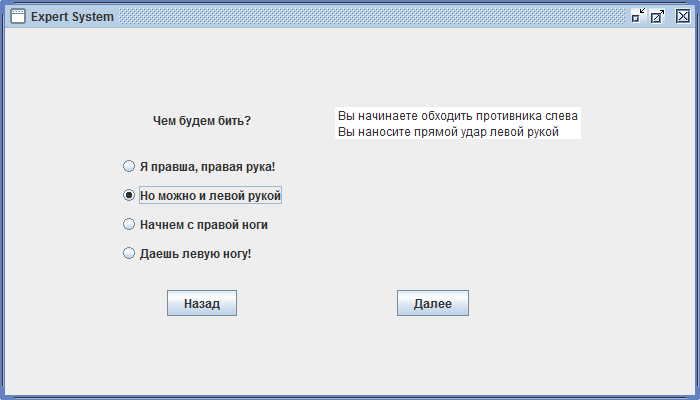 Expert System
Чем будем бить?
Вы начинаете обходить противника слева
Вы наносите прямой удар левой рукой
Я правша, правая рука!
Но можно и левой рукой
Начнем с правой ноги
Даешь левую ногу!
Назад
Далее